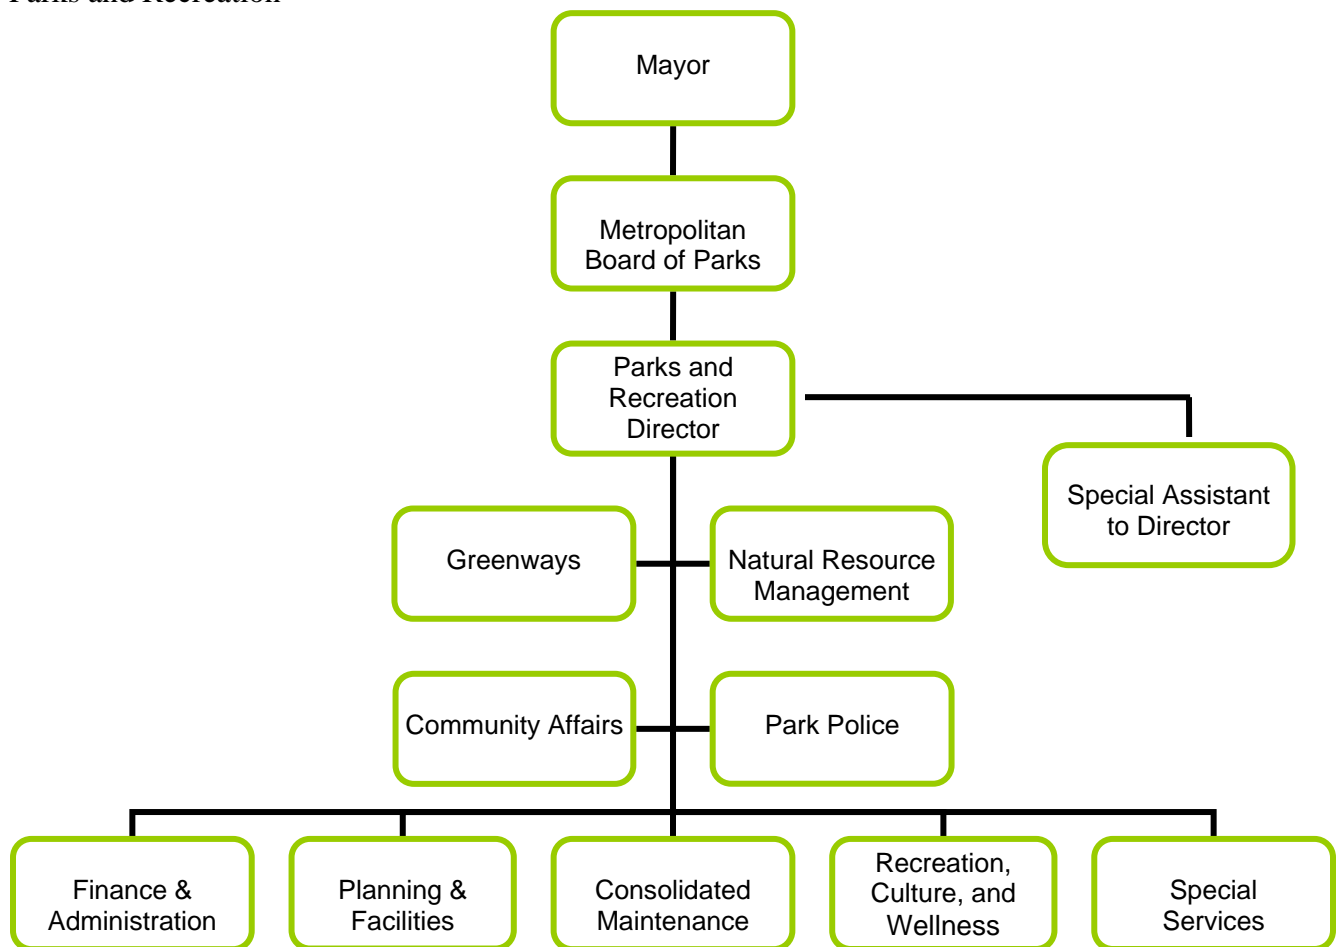 Parks and Recreation
Mayor
Metropolitan
Board of Parks
Parks and
Recreation
Director
Special Assistant
to Director
Greenways
Natural Resource
Management
Community Affairs
Park Police
Finance &
Administration
Planning &
Facilities
Consolidated
Maintenance
Recreation,
Culture, and
Wellness
Special
Services